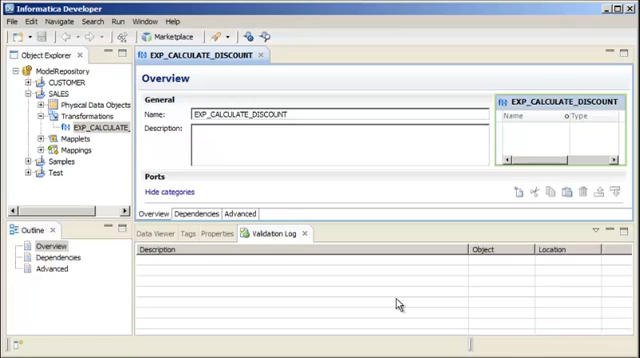 Informatica Developer
File Edit Navigate Search Run Window Help
Marketplace
Object Explorer
ModelRepository
CUSTOMER
SALES
Physical Data Objects
Transformations
EXP_CALCULATE_
Mapplets
Mappings
Samples
Test
EXP_CALCULATE_DISCOUNT
Overview
General
Name: EXP_CALCULATE_DISCOUNT
Description:
EXP_CALCULATE_DISCOUNT
Name Type
Ports
Hide categories
Overview Dependencies Advanced
Outline
Overview
Dependencies
Advanced
Data Viewer Tags Properties Validation Log
Description Object Location